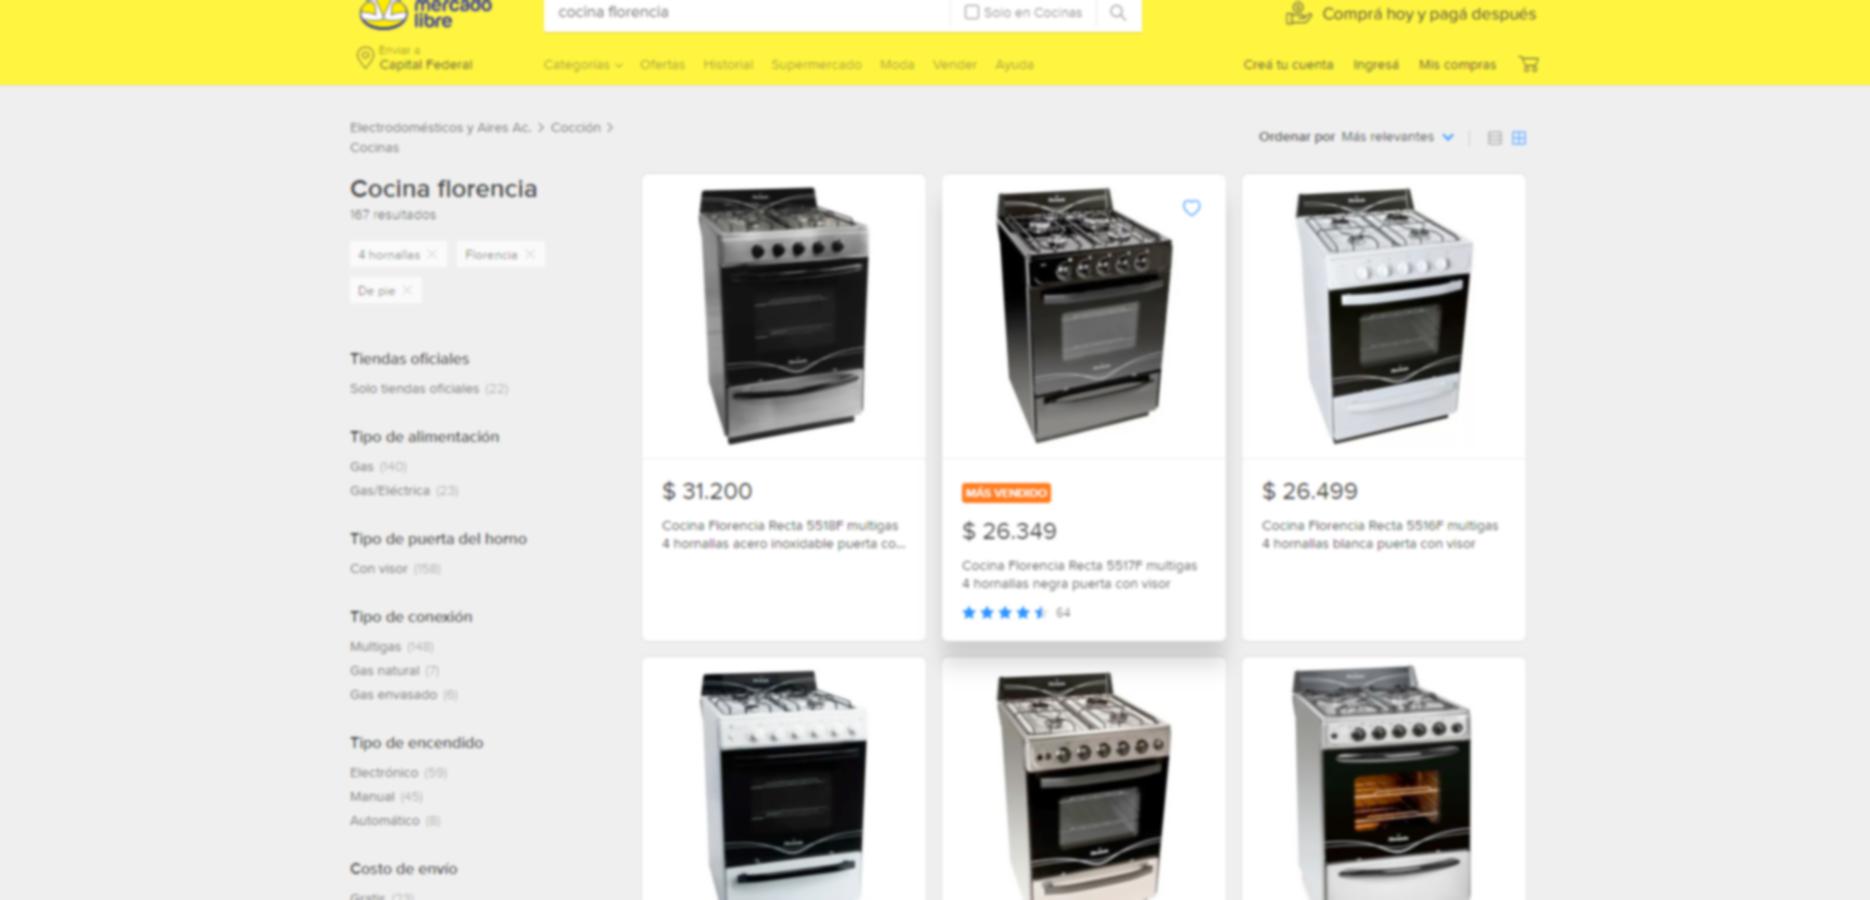 mercado
libre
cocina florencia
Solo en Cocinas
Comprá hoy y pagá después
Enviar a
Capital Federal
Categorías
Ofertas
Historial
Supermercado
Moda
Vender
Ayuda
Creá tu cuenta
Ingresá
Mis compras
Electrodomésticos y Aires Ac. > Cocción >
Cocinas
Ordenar por Más relevantes
Cocina florencia
167 resultados
4 hornallas
Florencia
De pie
Tiendas oficiales
Solo tiendas oficiales (22)
Tipo de alimentación
Gas (140)
Gas/Eléctrica (23)
Tipo de puerta del horno
Con visor (158)
Tipo de conexión
Multigas (148)
Gas natural (7)
Gas envasado (6)
Tipo de encendido
Electrónico (59)
Manual (45)
Automático (8)
Costo de envío
Gratis (23)
$ 31.200
Cocina Florencia Recta 5518F multigas
4 hornallas acero inoxidable puerta co...
MÁS VENDIDO
$ 26.349
Cocina Florencia Recta 5517F multigas
4 hornallas negra puerta con visor
64
$ 26.499
Cocina Florencia Recta 5516F multigas
4 hornallas blanca puerta con visor